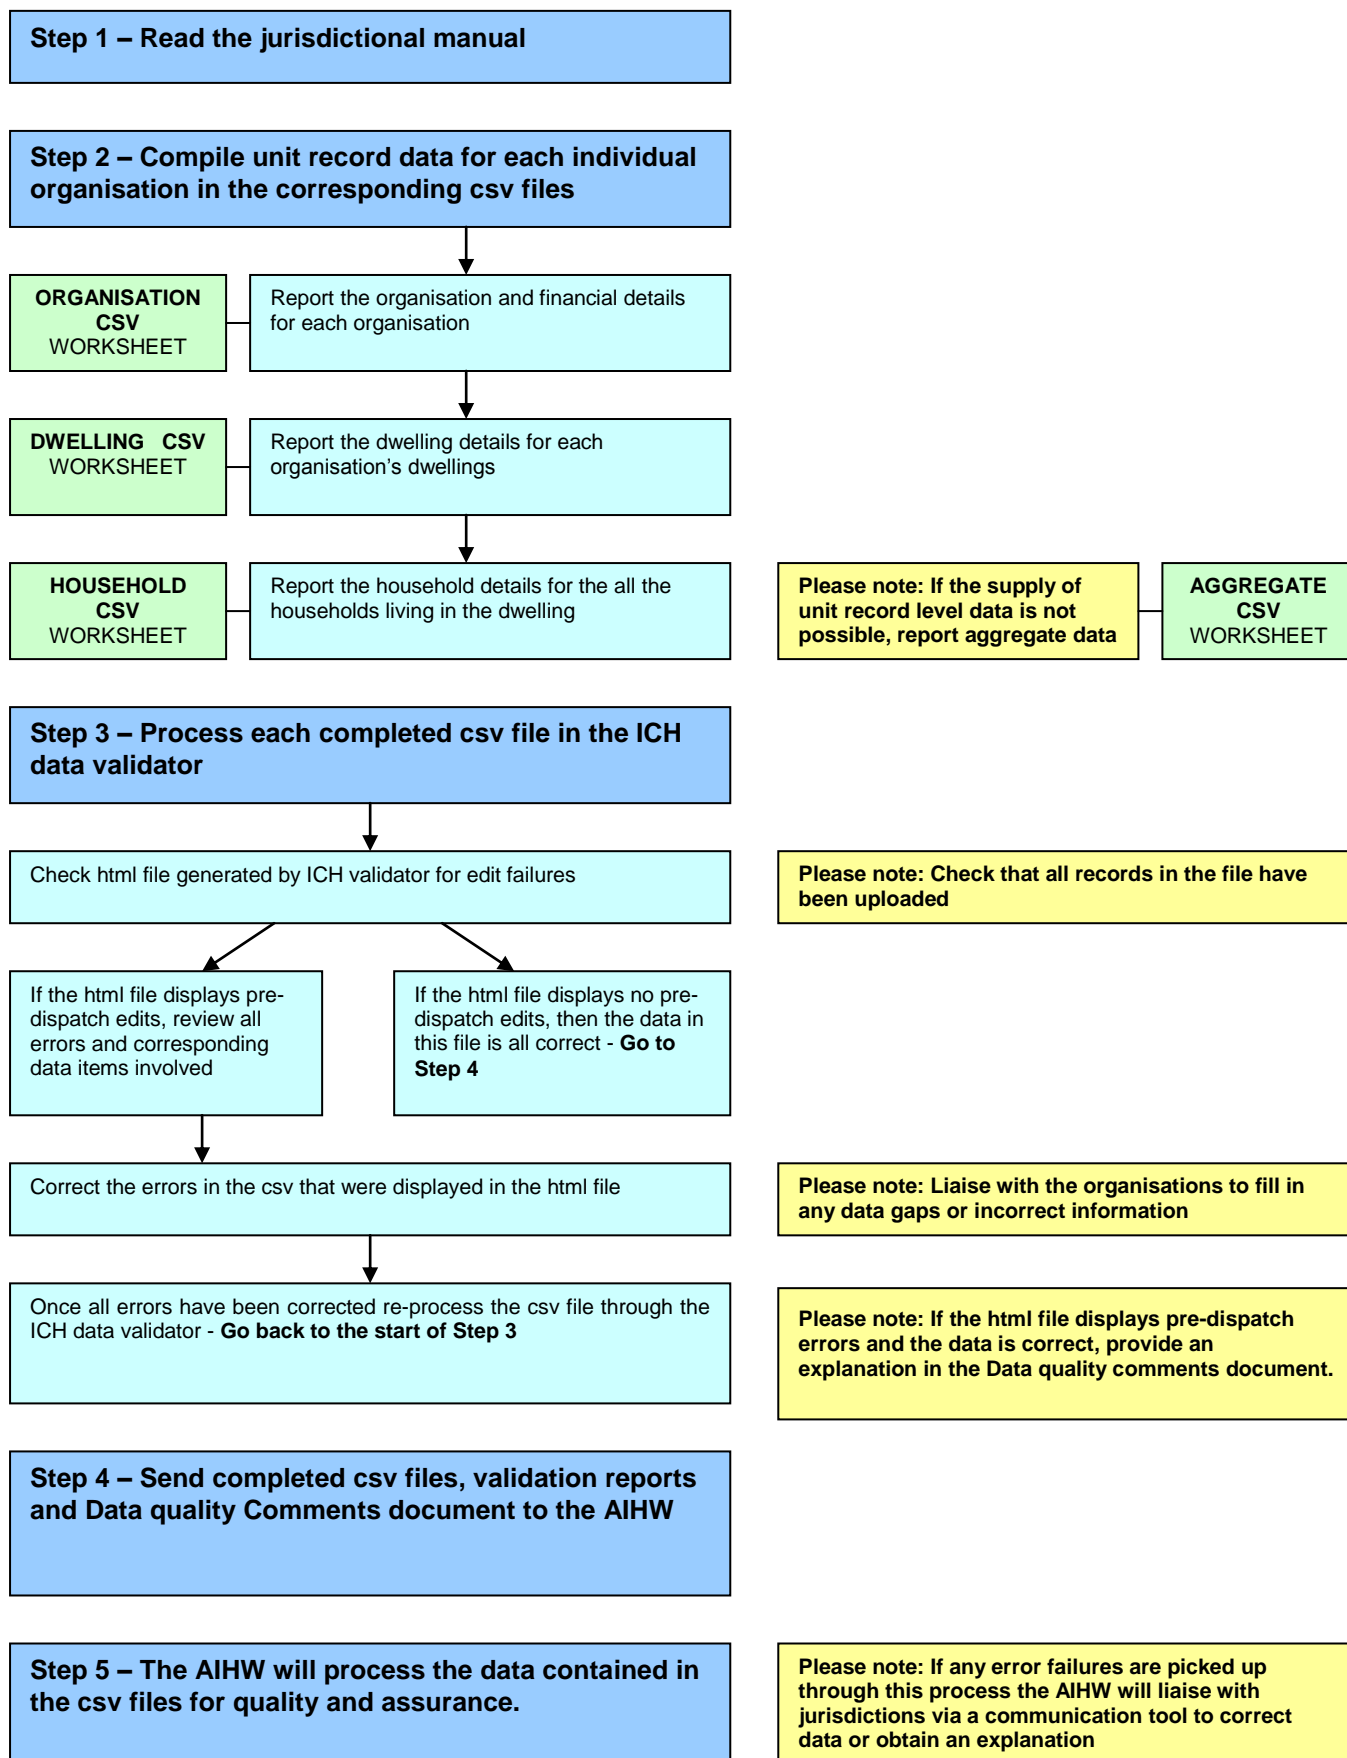 Step 1 – Read the jurisdictional manual
Step 2 – Compile unit record data for each individual
organisation in the corresponding csv files
ORGANISATION
CSV
WORKSHEET
Report the organisation and financial details
for each organisation
DWELLING CSV
WORKSHEET
Report the dwelling details for each
organisation's dwellings
HOUSEHOLD
CSV
WORKSHEET
Report the household details for the all the
households living in the dwelling
Please note: If the supply of
unit record level data is not
possible, report aggregate data
AGGREGATE
CSV
WORKSHEET
Step 3 – Process each completed csv file in the ICH
data validator
Check html file generated by ICH validator for edit failures
Please note: Check that all records in the file have
been uploaded
If the html file displays pre-
dispatch edits, review all
errors and corresponding
data items involved
If the html file displays no pre-
dispatch edits, then the data in
this file is all correct - Go to
Step 4
Correct the errors in the csv that were displayed in the html file
Please note: Liaise with the organisations to fill in
any data gaps or incorrect information
Once all errors have been corrected re-process the csv file through the
ICH data validator - Go back to the start of Step 3
Please note: If the html file displays pre-dispatch
errors and the data is correct, provide an
explanation in the Data quality comments document.
Step 4 – Send completed csv files, validation reports
and Data quality Comments document to the AIHW
Step 5 – The AIHW will process the data contained in
the csv files for quality and assurance.
Please note: If any error failures are picked up
through this process the AIHW will liaise with
jurisdictions via a communication tool to correct
data or obtain an explanation